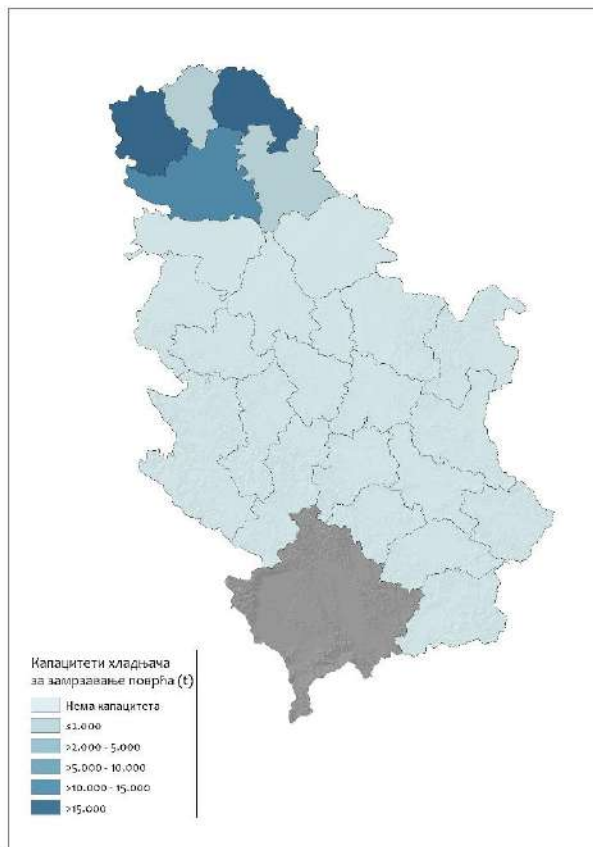 Капацитети хладњача
за замрзавање поврћа (t)
Нема капацитета
≤2.000
>2.000 - 5.000
>5.000 - 10.000
>10.000 - 15.000
>15.000